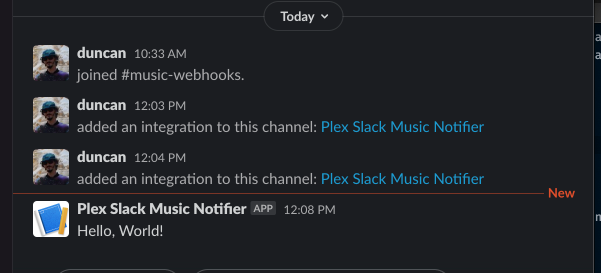 Today
duncan 10:33 AM
joined #music-webhooks.
duncan 12:03 PM
added an integration to this channel: Plex Slack Music Notifier
duncan 12:04 PM
added an integration to this channel: Plex Slack Music Notifier
New
Plex Slack Music Notifier APP 12:08 PM
Hello, World!